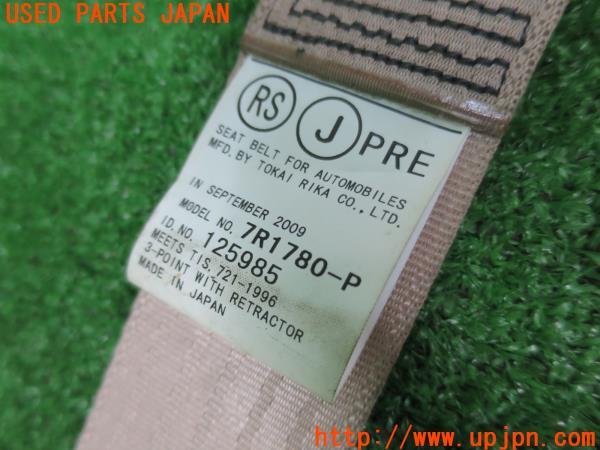 USED PARTS JAPAN
RS J PRE
SEAT BELT FOR AUTOMOBILES
MFD. BY TOKAI RIKA CO., LTD.
IN SEPTEMBER 2009
MODEL NO. 7R1780-P
ID. NO. 125985
MEETS TIS. 721-1996
3-POINT WITH RETRACTOR
MADE IN JAPAN
UPJ http://www.upjpn.com